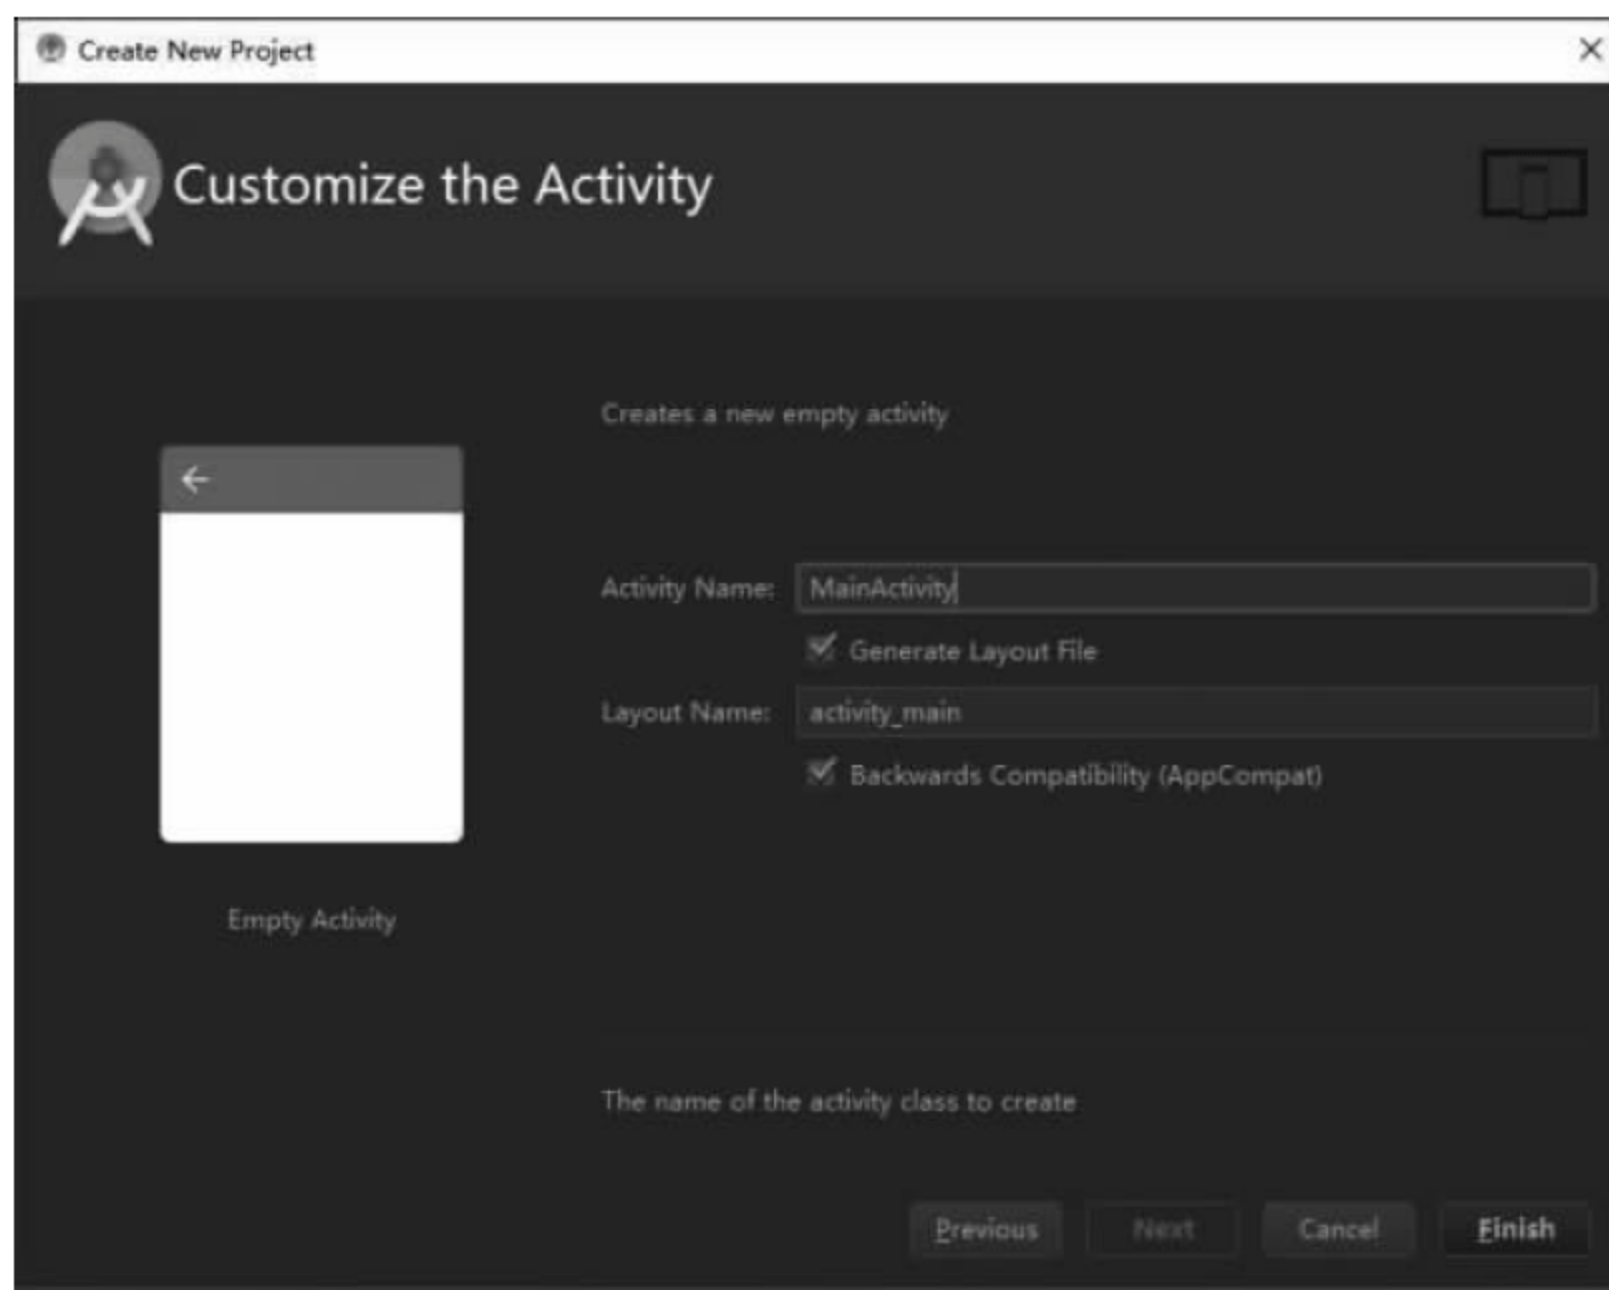 Create New Project
Customize the Activity
Creates a new empty activity
Activity Name: MainActivity
Generate Layout File
Layout Name: activity_main
Backwards Compatibility (AppCompat)
Empty Activity
The name of the activity class to create
Previous Next Cancel Finish